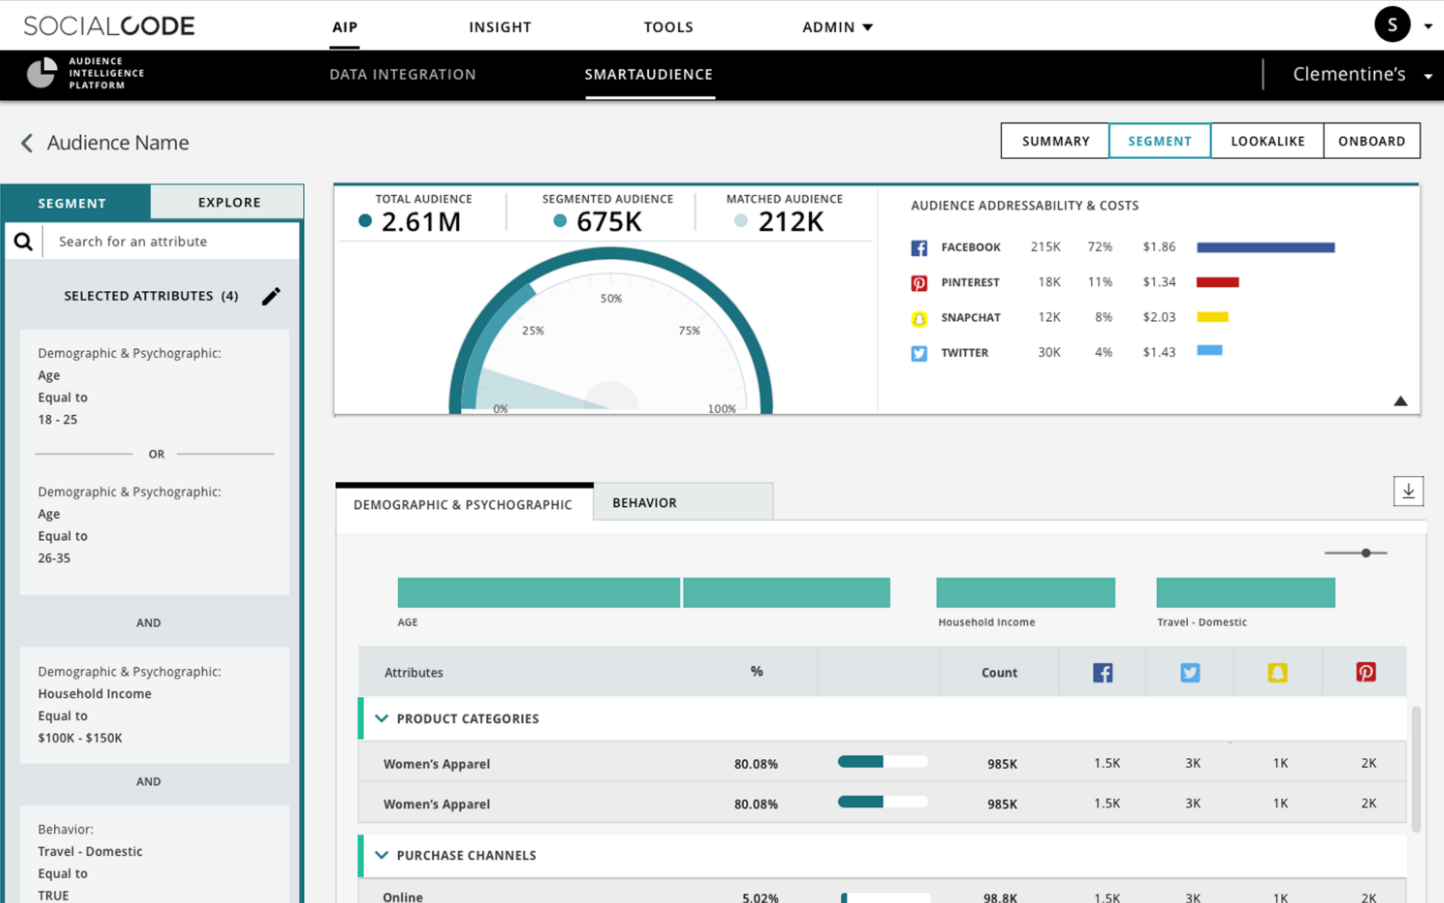 SOCIALCODE
AIP
INSIGHT
TOOLS
ADMIN
S
AUDIENCE
INTELLIGENCE
PLATFORM
DATA INTEGRATION
SMARTAUDIENCE
Clementine's
Audience Name
SUMMARY
SEGMENT
LOOKALIKE
ONBOARD
SEGMENT
EXPLORE
Search for an attribute
SELECTED ATTRIBUTES (4)
Demographic & Psychographic:
Age
Equal to
18 - 25
OR
Demographic & Psychographic:
Age
Equal to
26-35
AND
Demographic & Psychographic:
Household Income
Equal to
$100K - $150K
AND
Behavior:
Travel - Domestic
Equal to
TRUE
TOTAL AUDIENCE
2.61M
SEGMENTED AUDIENCE
675K
MATCHED AUDIENCE
212K
0%
25%
50%
75%
100%
AUDIENCE ADDRESSABILITY & COSTS
FACEBOOK 215K 72% $1.86
PINTEREST 18K 11% $1.34
SNAPCHAT 12K 8% $2.03
TWITTER 30K 4% $1.43
DEMOGRAPHIC & PSYCHOGRAPHIC
BEHAVIOR
AGE
Household Income
Travel - Domestic
Attributes % Count
PRODUCT CATEGORIES
Women's Apparel 80.08% 985K 1.5K 3K 1K 2K
Women's Apparel 80.08% 985K 1.5K 3K 1K 2K
PURCHASE CHANNELS
Online 5.02% 98.8K 1.5K 3K 1K 2K